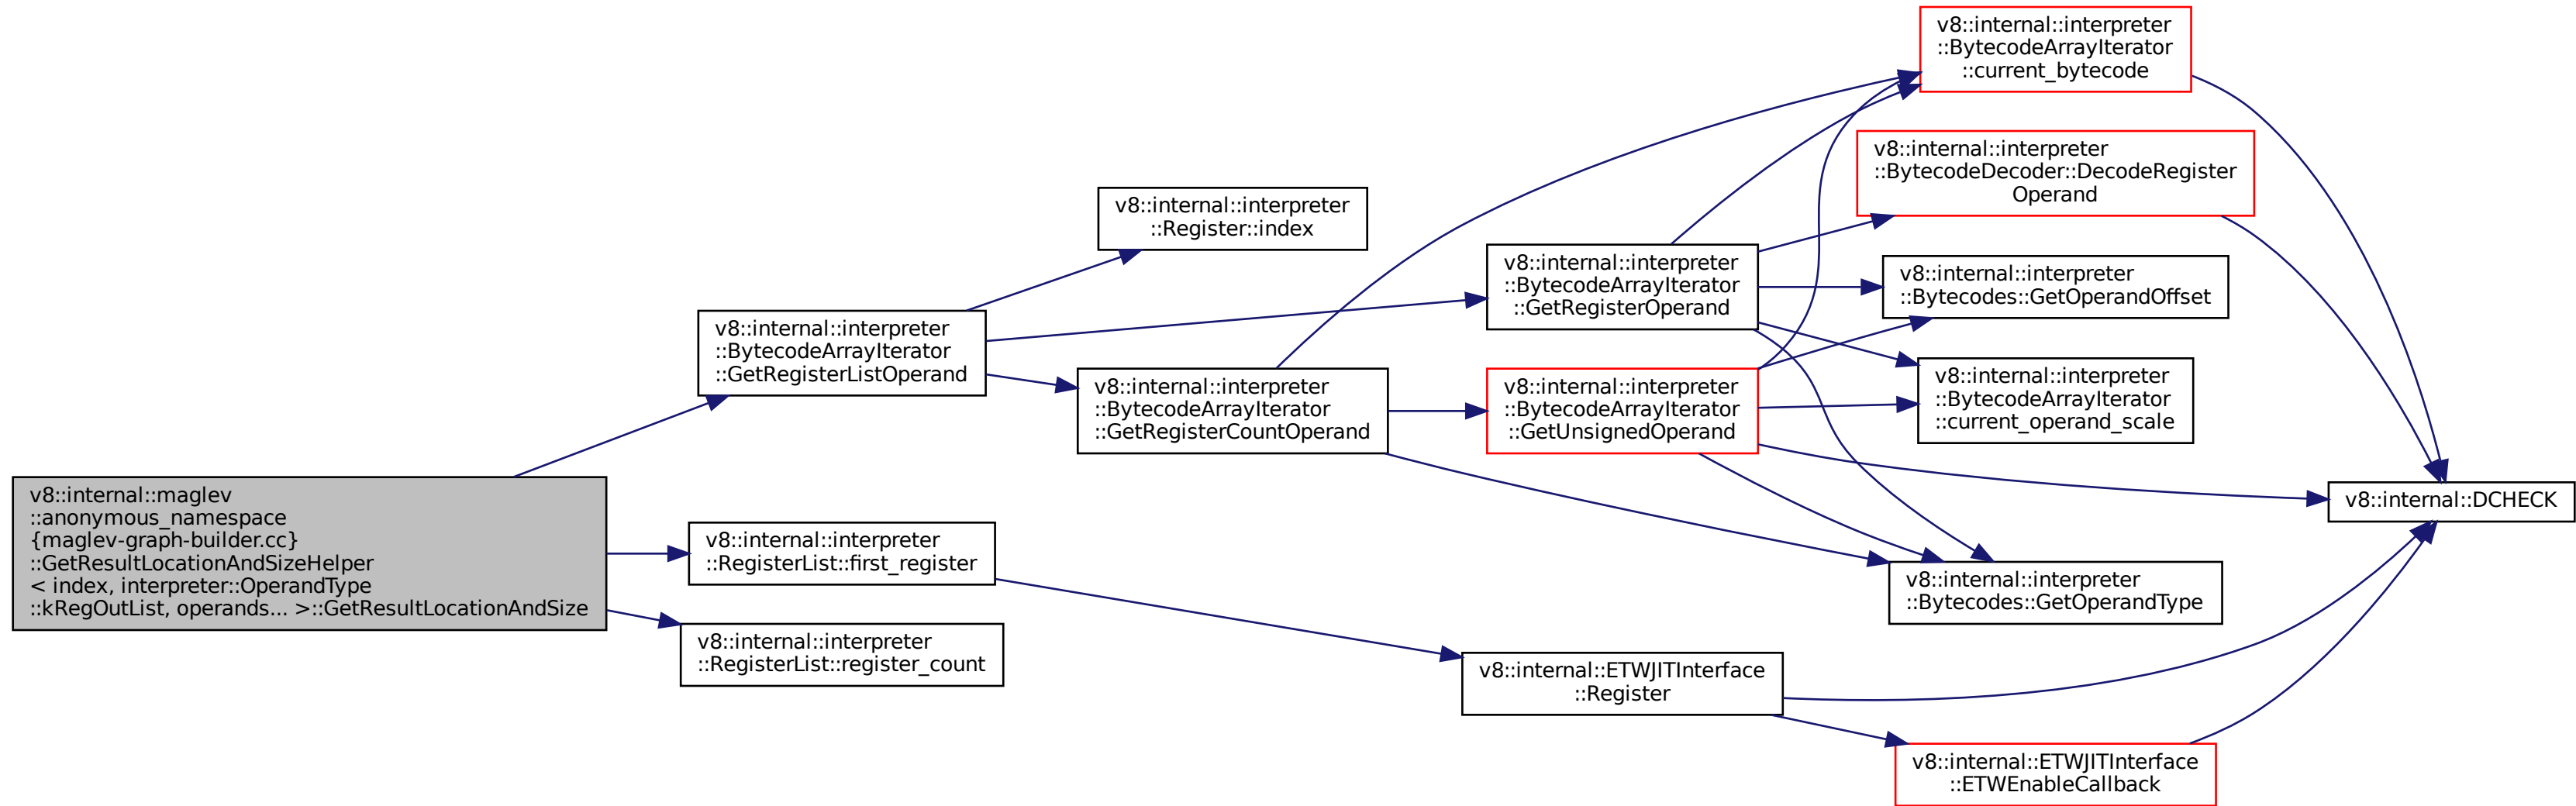 v8::internal::maglev
::anonymous_namespace
{maglev-graph-builder.cc}
::GetResultLocationAndSizeHelper
< index, interpreter::OperandType
::kRegOutList, operands... >::GetResultLocationAndSize
v8::internal::interpreter
::BytecodeArrayIterator
::GetRegisterListOperand
v8::internal::interpreter
::RegisterList::first_register
v8::internal::interpreter
::RegisterList::register_count
v8::internal::interpreter
::Register::index
v8::internal::interpreter
::BytecodeArrayIterator
::GetRegisterCountOperand
v8::internal::interpreter
::BytecodeArrayIterator
::GetRegisterOperand
v8::internal::interpreter
::BytecodeArrayIterator
::GetUnsignedOperand
v8::internal::ETWJITInterface
::Register
v8::internal::interpreter
::BytecodeArrayIterator
::current_bytecode
v8::internal::interpreter
::BytecodeDecoder::DecodeRegister
Operand
v8::internal::interpreter
::Bytecodes::GetOperandOffset
v8::internal::interpreter
::BytecodeArrayIterator
::current_operand_scale
v8::internal::interpreter
::Bytecodes::GetOperandType
v8::internal::ETWJITInterface
::ETWEnableCallback
v8::internal::DCHECK